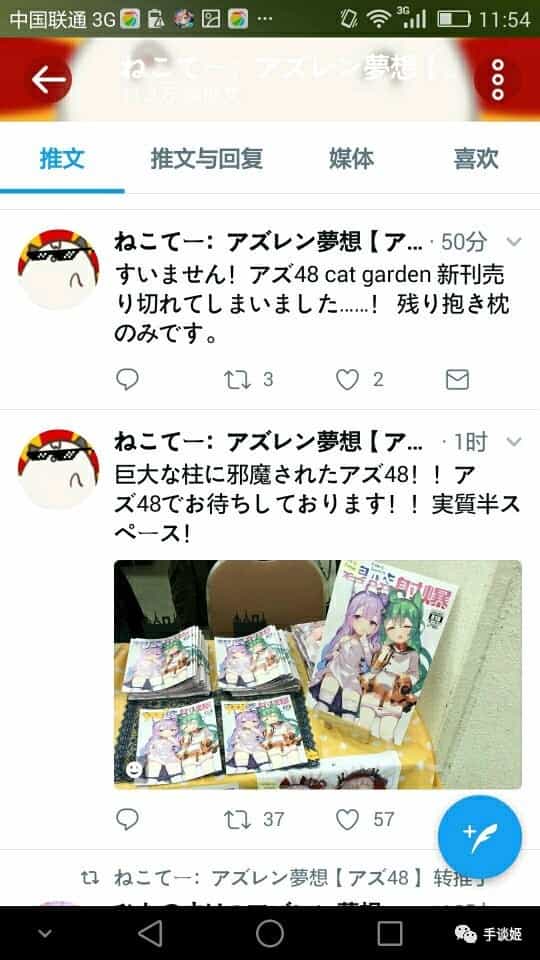 中国联通 3G
3G
11:54
ねこてー：アズレン夢想【...
推文
推文与回复
媒体
喜欢
ねこてー：アズレン夢想【ア... · 50分
すいません！アズ48 cat garden 新刊売
り切れてしまいました……！ 残り抱き枕
のみです。
3
2
ねこてー：アズレン夢想【ア... · 1时
巨大な柱に邪魔されたアズ48！！ア
ズ48でお待ちしております！！実質半ス
ペース！
射爆
37
57
ねこてー：アズレン夢想【アズ48】转推了
手谈姬